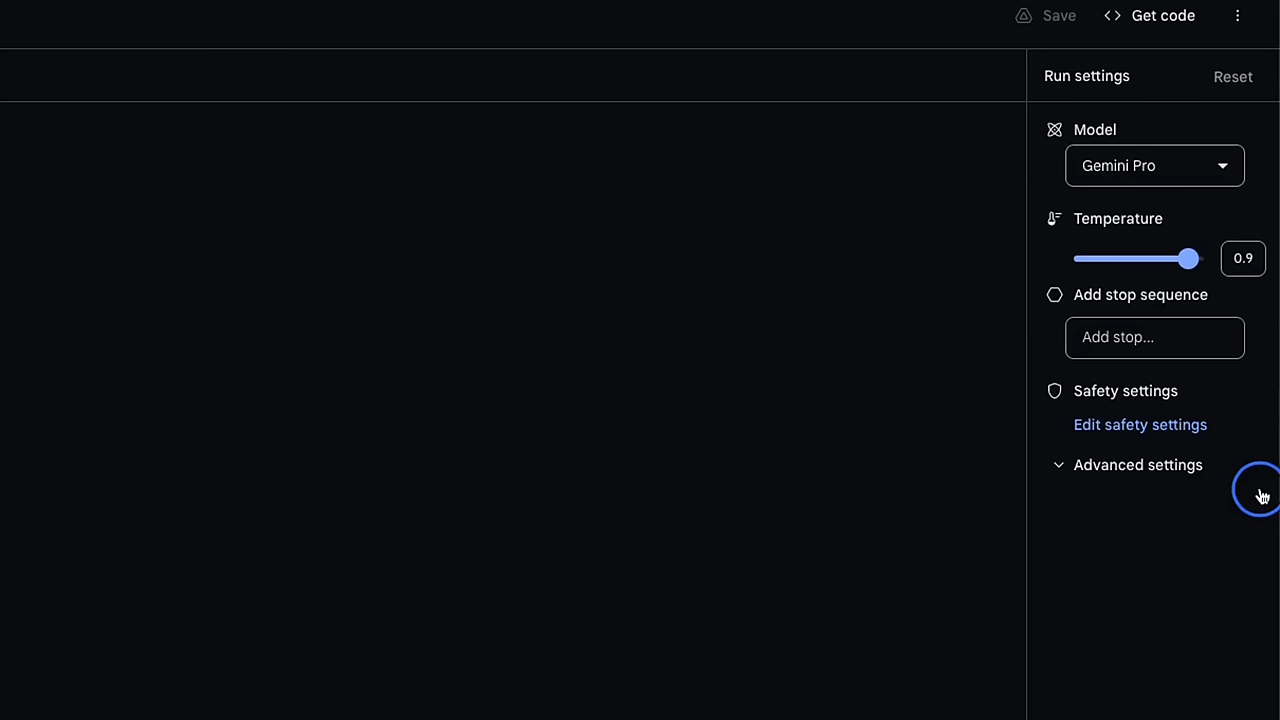 Save
Get code
Run settings
Reset
Model
Gemini Pro
Temperature
0.9
Add stop sequence
Add stop...
Safety settings
Edit safety settings
Advanced settings